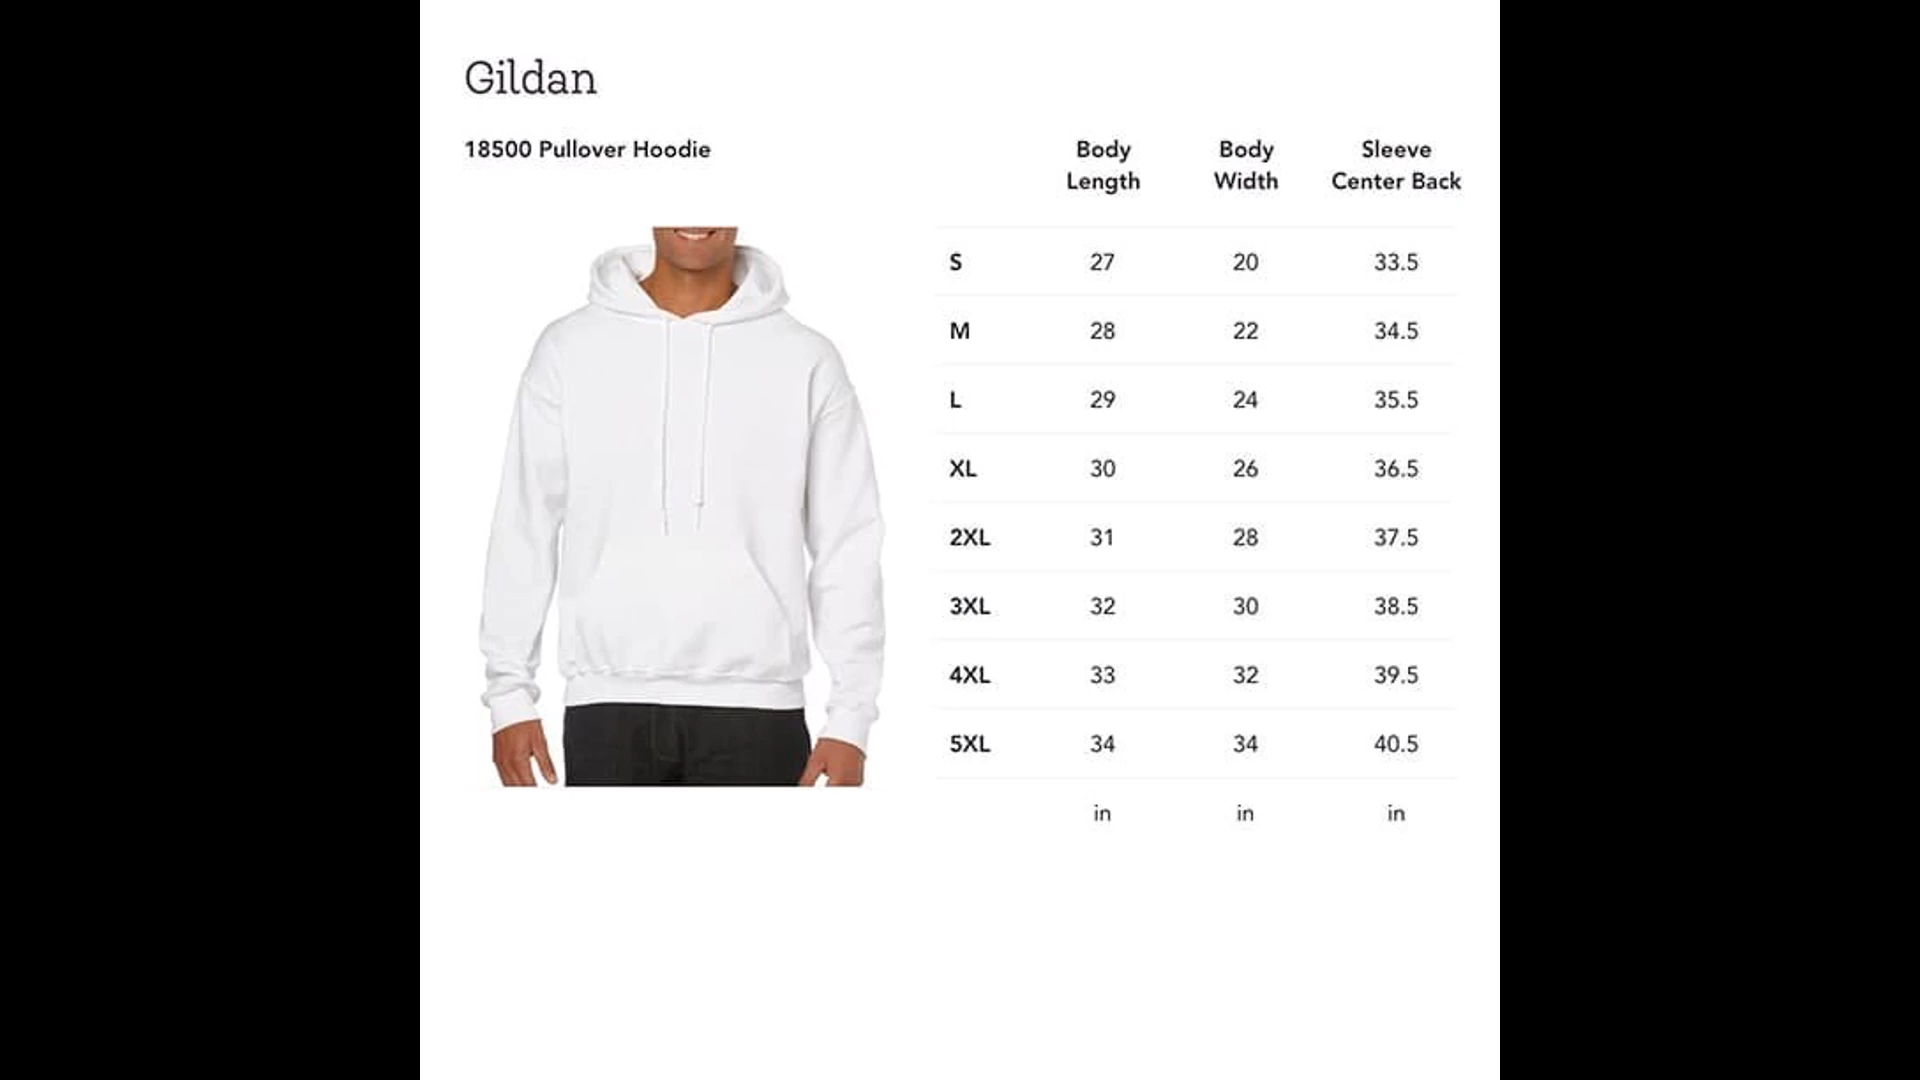 Gildan
18500 Pullover Hoodie
Body Length Body Width Sleeve Center Back
S 27 20 33.5
M 28 22 34.5
L 29 24 35.5
XL 30 26 36.5
2XL 31 28 37.5
3XL 32 30 38.5
4XL 33 32 39.5
5XL 34 34 40.5
in in in